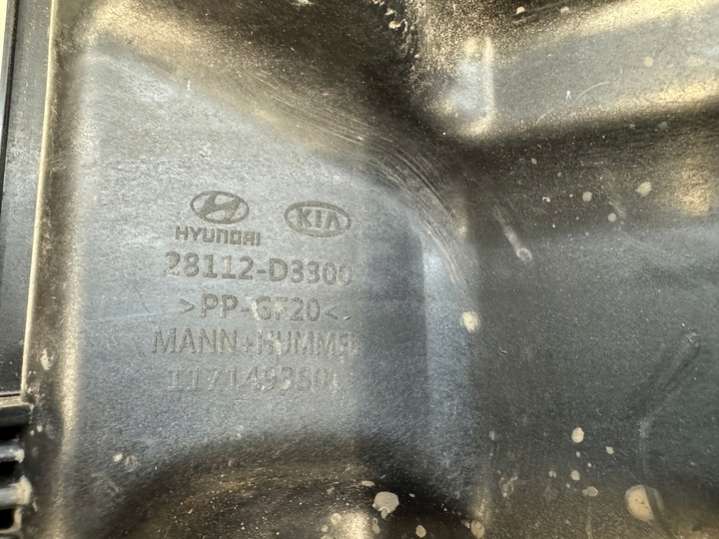 HYUNDAI KIA
28112-D3300
>PP-GF20<
MANN+HUMMEL